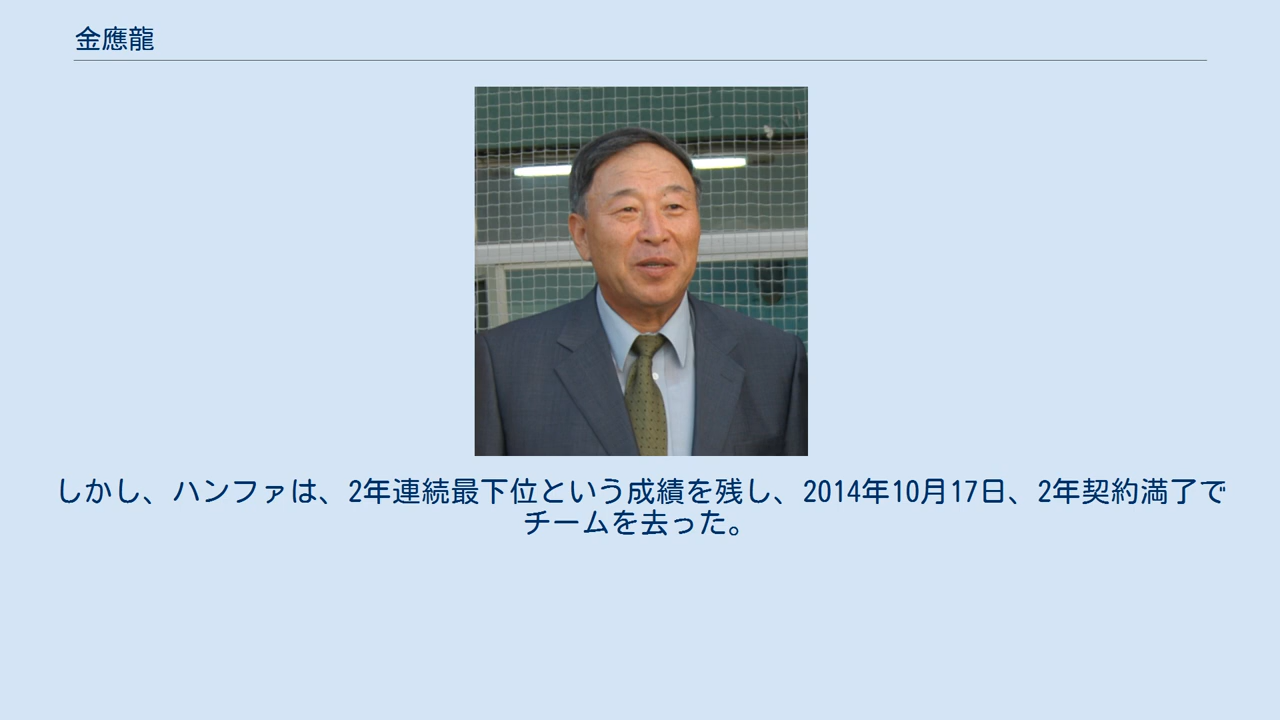 金應龍
しかし、ハンファは、2年連続最下位という成績を残し、2014年10月17日、2年契約満了で
チームを去った。